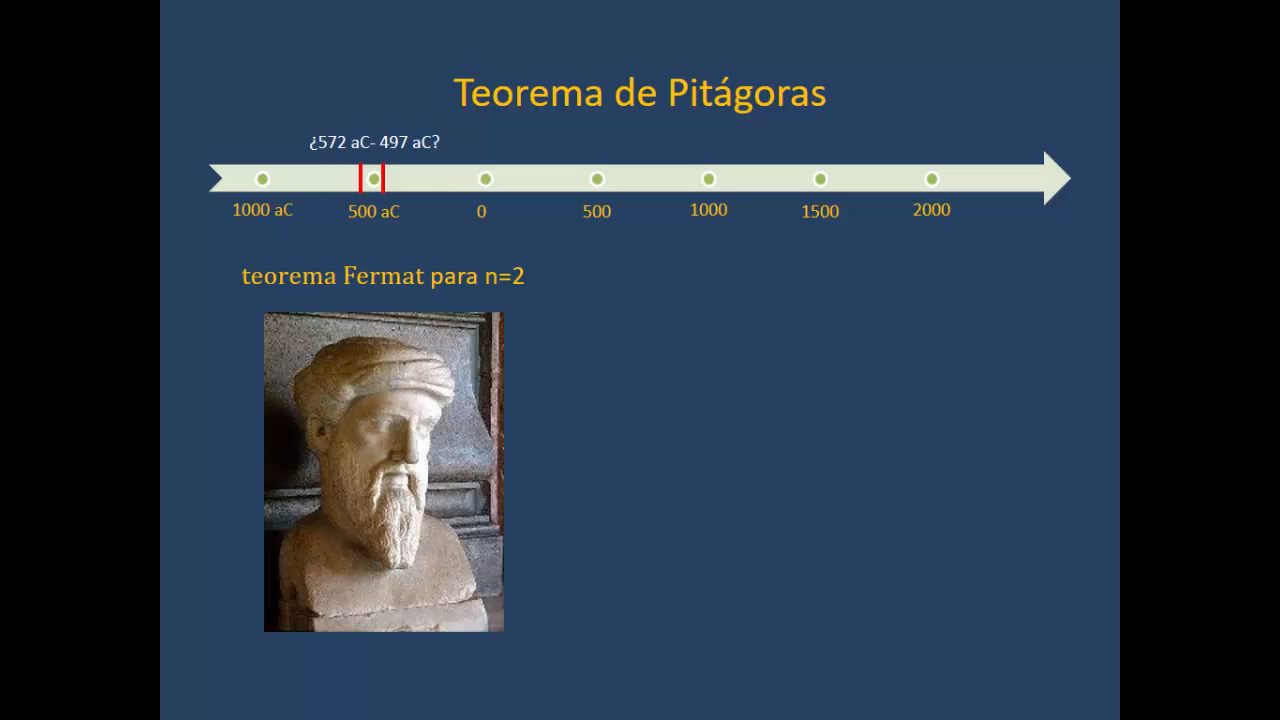 Teorema de Pitágoras
¿572 aC- 497 aC?
1000 aC 500 aC 0 500 1000 1500 2000
teorema Fermat para n=2